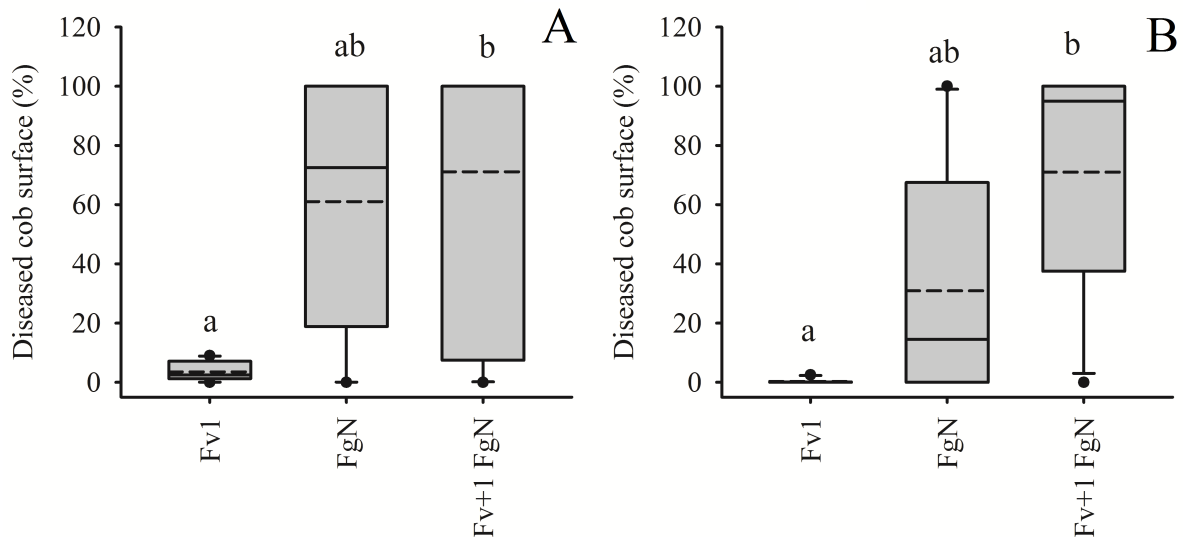 A
Diseased cob surface (%)
120
100
80
60
40
20
0
a
ab
b
Fv1
FgN
Fv+1 FgN
B
Diseased cob surface (%)
120
100
80
60
40
20
0
a
ab
b
Fv1
FgN
Fv+1 FgN